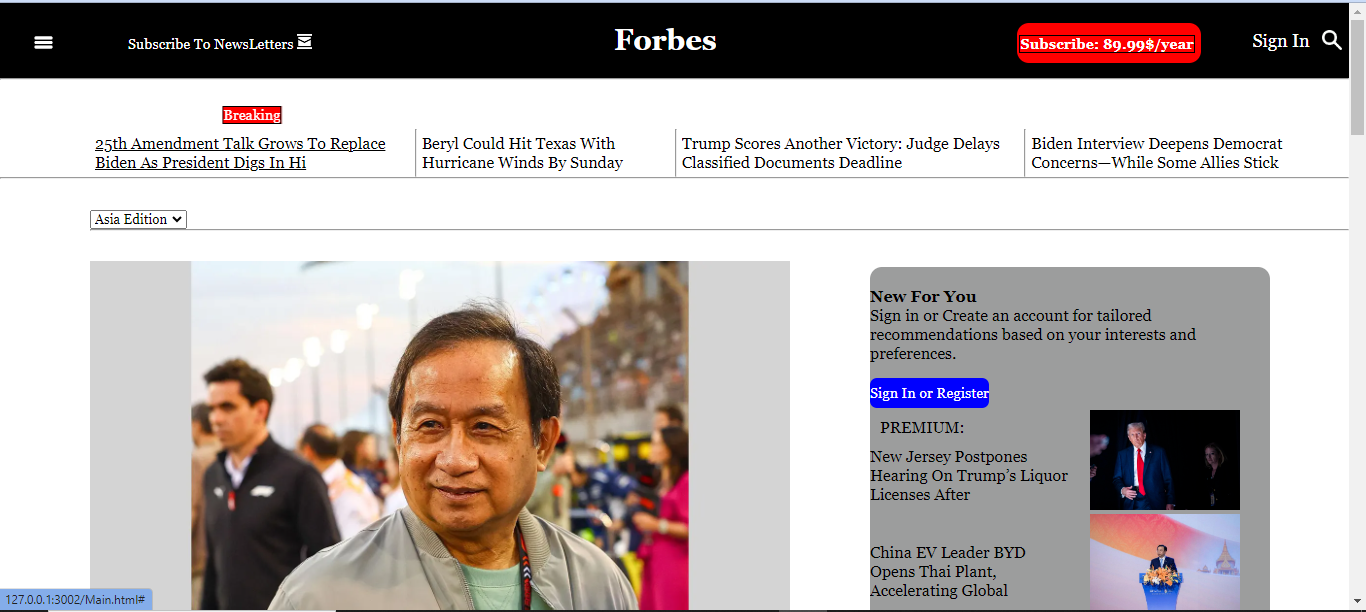 Subscribe To NewsLetters
Forbes
Subscribe: 89.99$/year
Sign In
Breaking
25th Amendment Talk Grows To Replace
Biden As President Digs In Hi
Beryl Could Hit Texas With
Hurricane Winds By Sunday
Trump Scores Another Victory: Judge Delays
Classified Documents Deadline
Biden Interview Deepens Democrat
Concerns—While Some Allies Stick
Asia Edition
New For You
Sign in or Create an account for tailored
recommendations based on your interests and
preferences.
Sign In or Register
PREMIUM:
New Jersey Postpones
Hearing On Trump’s Liquor
Licenses After
China EV Leader BYD
Opens Thai Plant,
Accelerating Global
127.0.0.1:3002/Main.html#